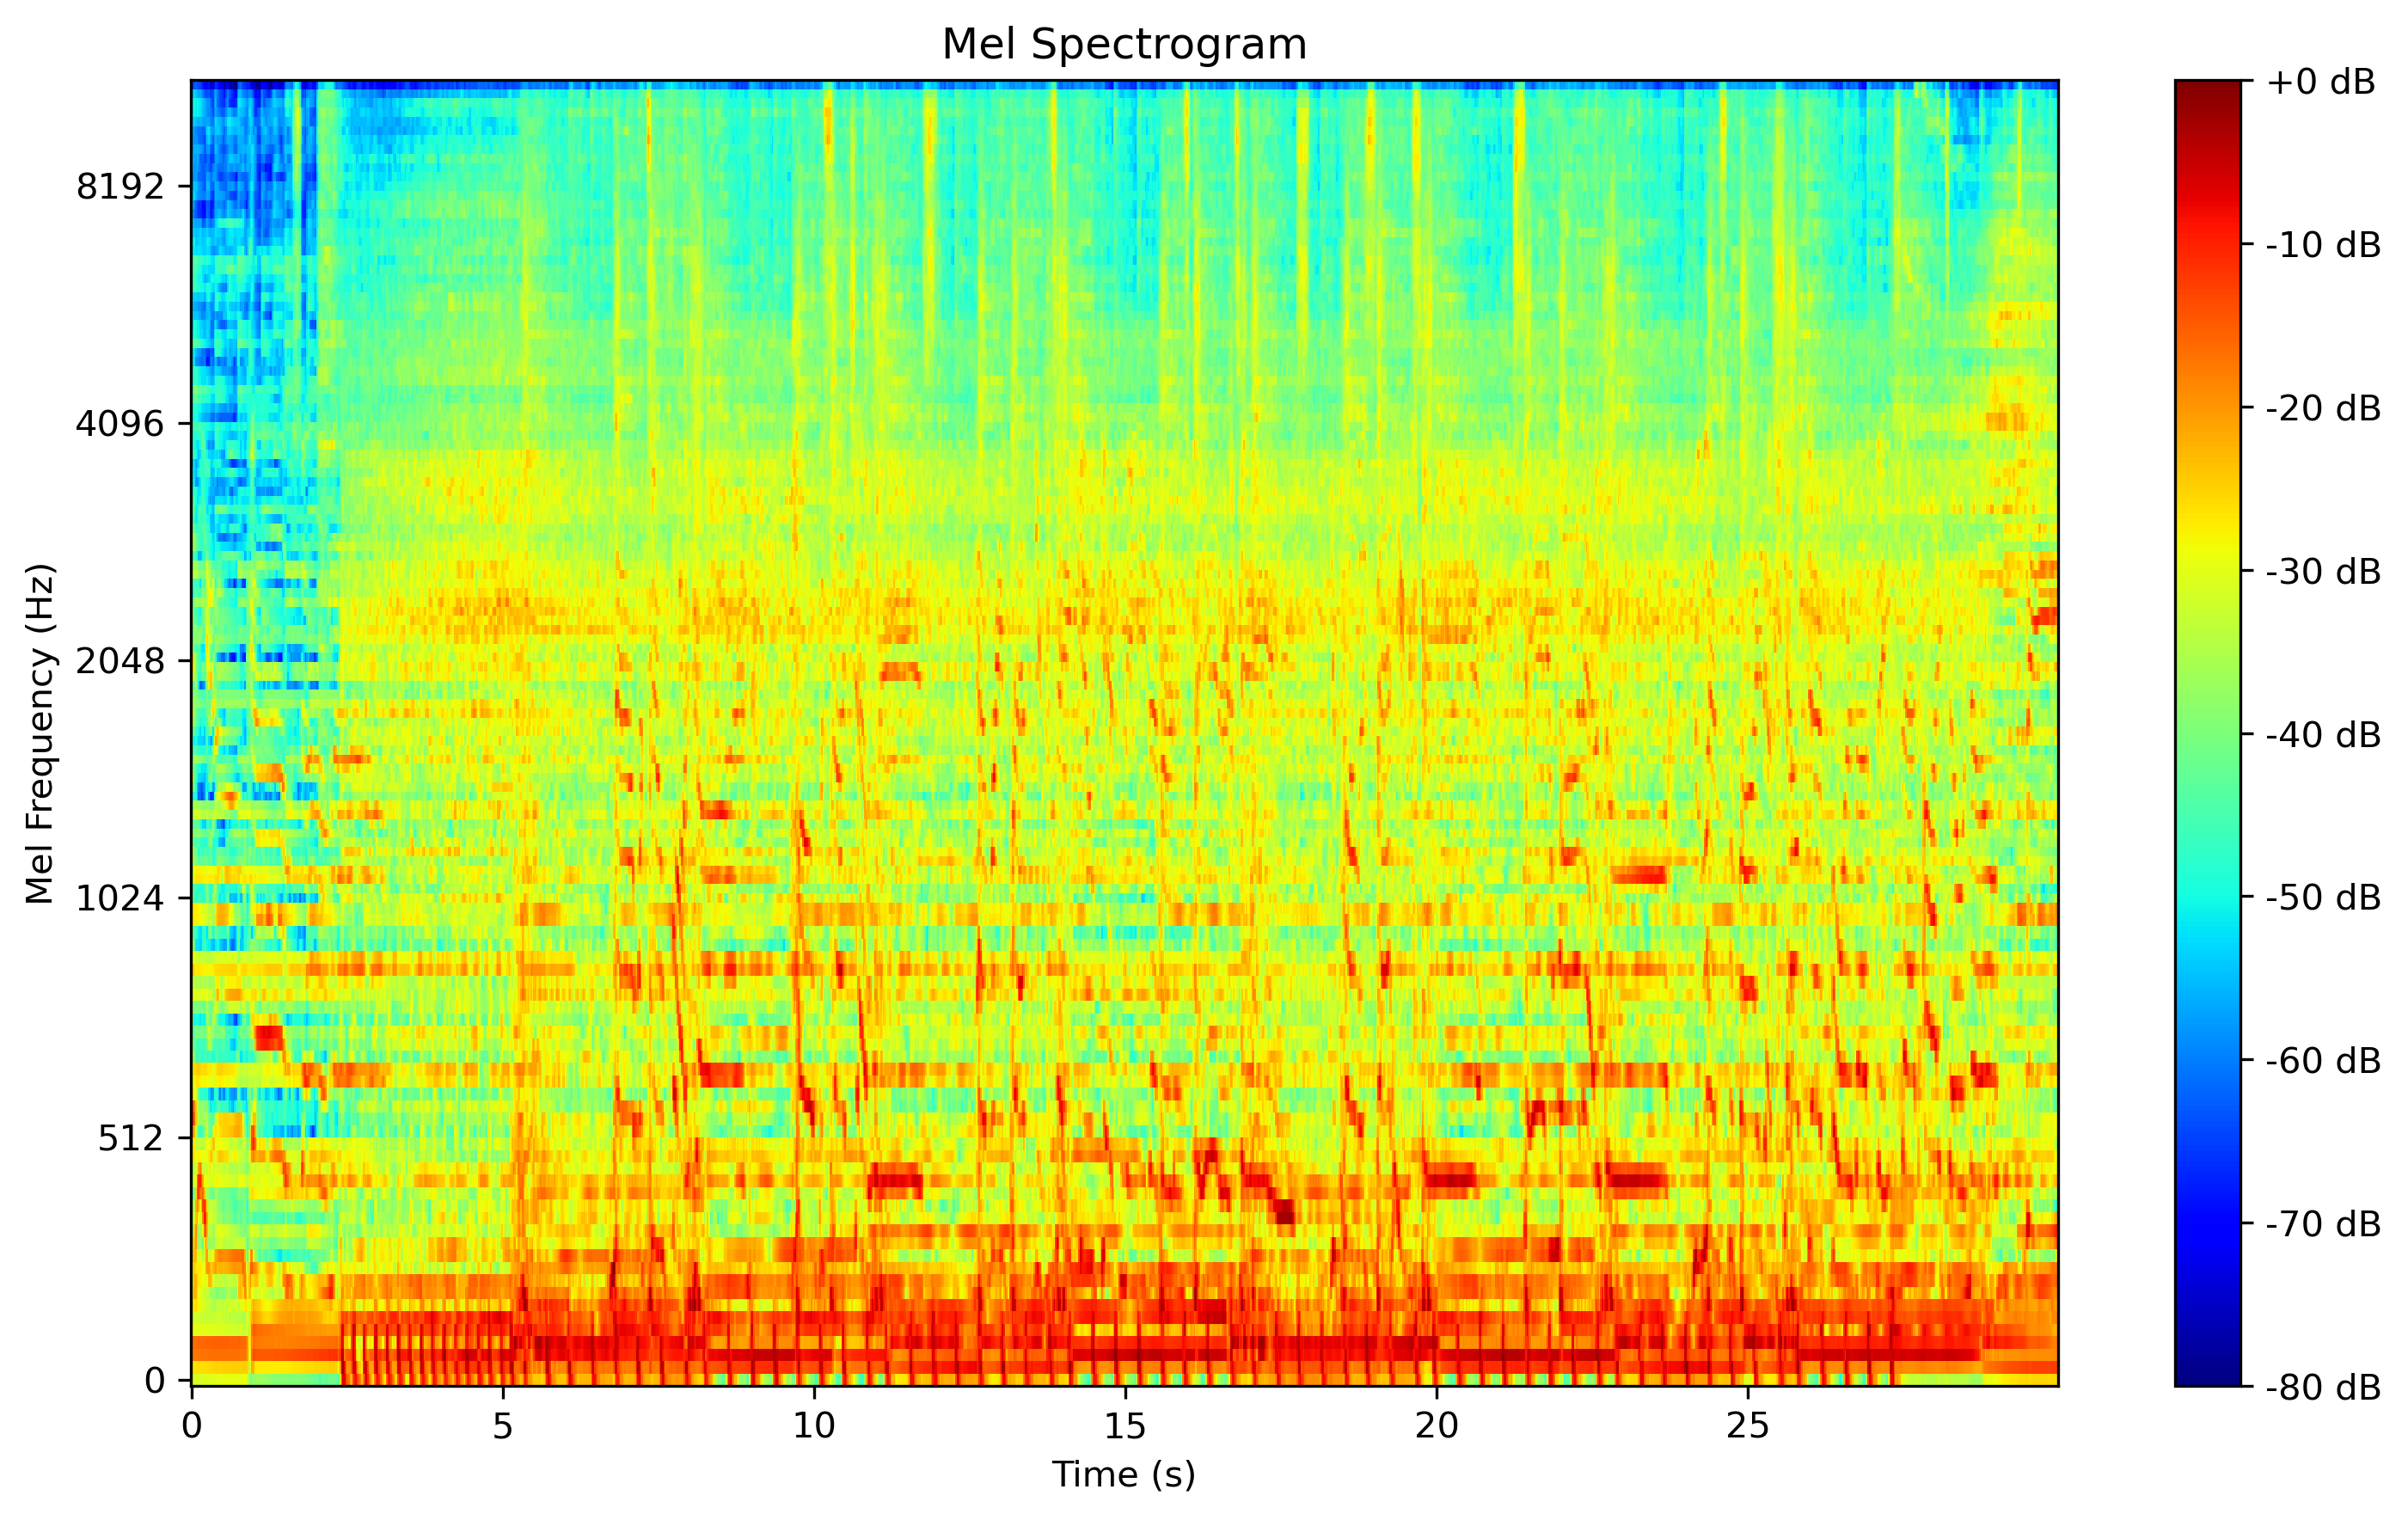 Mel Spectrogram
Mel Frequency (Hz)
8192
4096
2048
1024
512
0
0
5
10
15
20
25
Time (s)
+0 dB
-10 dB
-20 dB
-30 dB
-40 dB
-50 dB
-60 dB
-70 dB
-80 dB